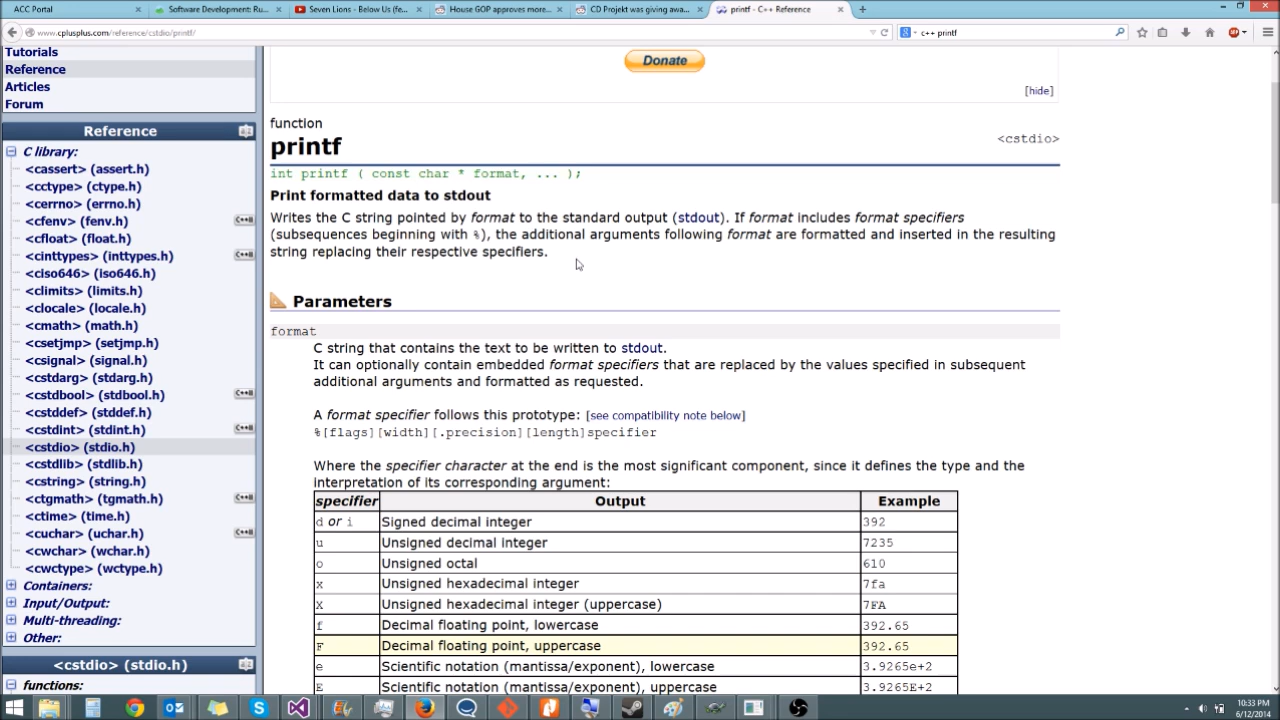 ACC Portal
Software Development: Ru...
Seven Lions - Below Us (fe...
House GOP approves more...
CD Projekt was giving awa...
printf - C++ Reference
www.cplusplus.com/reference/cstdio/printf/
c++ printf
Tutorials
Reference
Articles
Forum
Reference
C library:
<cassert> (assert.h)
<cctype> (ctype.h)
<cerrno> (errno.h)
<cfenv> (fenv.h)
<cfloat> (float.h)
<cinttypes> (inttypes.h)
<ciso646> (iso646.h)
<climits> (limits.h)
<clocale> (locale.h)
<cmath> (math.h)
<csetjmp> (setjmp.h)
<csignal> (signal.h)
<cstdarg> (stdarg.h)
<cstdbool> (stdbool.h)
<cstddef> (stddef.h)
<cstdint> (stdint.h)
<cstdio> (stdio.h)
<cstdlib> (stdlib.h)
<cstring> (string.h)
<ctgmath> (tgmath.h)
<ctime> (time.h)
<cuchar> (uchar.h)
<cwchar> (wchar.h)
<cwctype> (wctype.h)
Containers:
Input/Output:
Multi-threading:
Other:
<cstdio> (stdio.h)
functions:
Donate
[hide]
function
printf
<cstdio>
int printf ( const char * format, ... );
Print formatted data to stdout
Writes the C string pointed by format to the standard output (stdout). If format includes format specifiers
(subsequences beginning with %), the additional arguments following format are formatted and inserted in the resulting
string replacing their respective specifiers.
Parameters
format
C string that contains the text to be written to stdout.
It can optionally contain embedded format specifiers that are replaced by the values specified in subsequent
additional arguments and formatted as requested.
A format specifier follows this prototype: [see compatibility note below]
%[flags][width][.precision][length]specifier
Where the specifier character at the end is the most significant component, since it defines the type and the
interpretation of its corresponding argument:
specifier Output Example
d or i Signed decimal integer 392
u Unsigned decimal integer 7235
o Unsigned octal 610
x Unsigned hexadecimal integer 7fa
X Unsigned hexadecimal integer (uppercase) 7FA
f Decimal floating point, lowercase 392.65
F Decimal floating point, uppercase 392.65
e Scientific notation (mantissa/exponent), lowercase 3.9265e+2
E Scientific notation (mantissa/exponent), uppercase 3.9265E+2
10:33 PM
6/12/2014